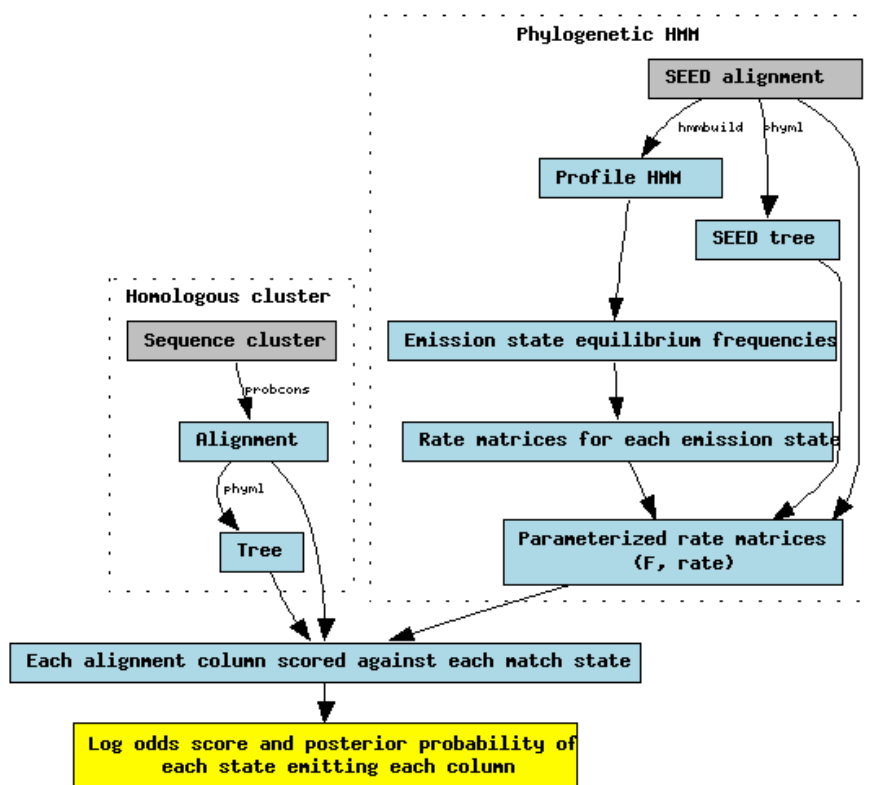 Phylogenetic HMM
SEED alignment
hmmbuild
phyml
Profile HMM
SEED tree
Homologous cluster
Sequence cluster
Emission state equilibrium frequencies
probcons
Alignment
Rate matrices for each emission state
phyml
Tree
Parameterized rate matrices
(F, rate)
Each alignment column scored against each match state
Log odds score and posterior probability of
each state emitting each column